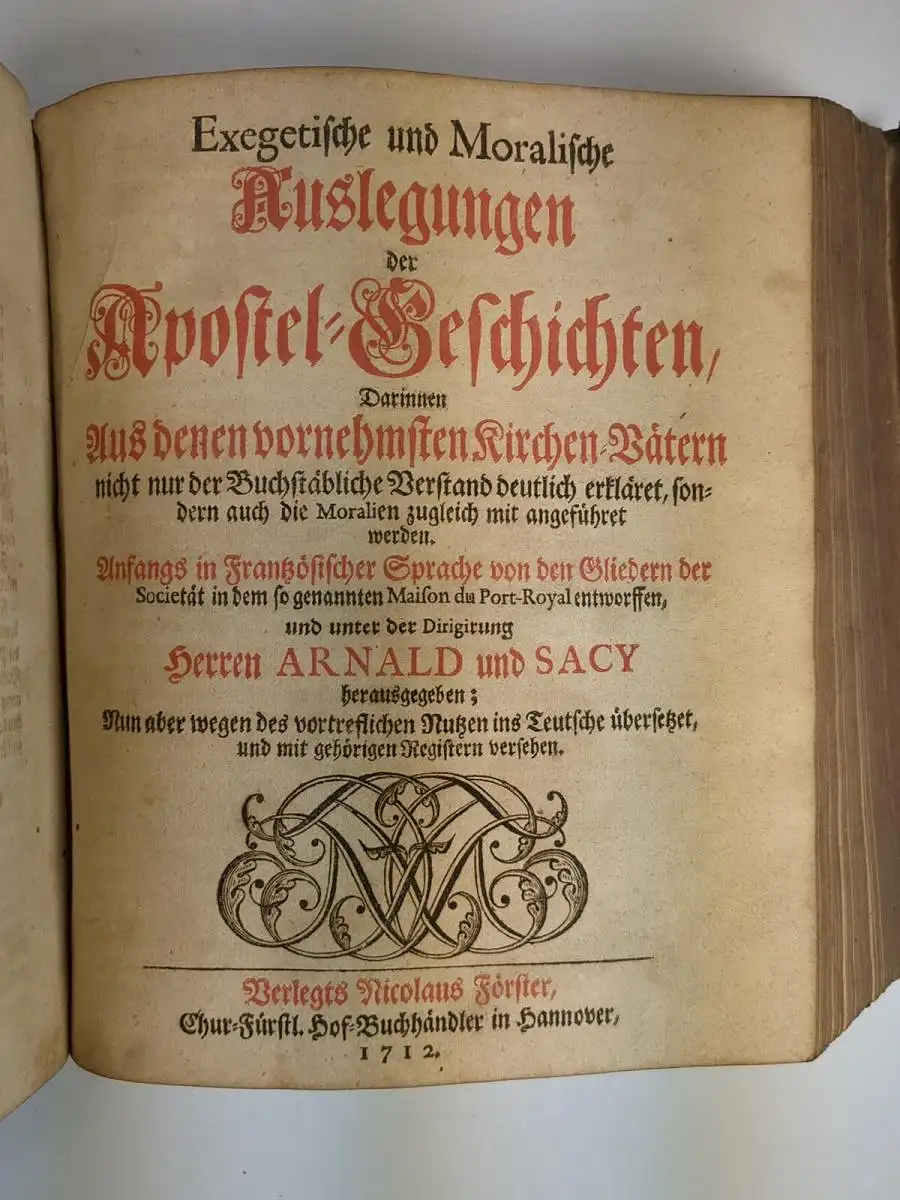 Exegetische und Moralische
Auslegungen
der
Apostel-Geschichten,
Darinnen
Aus denen vornehmsten Kirchen-Vätern
nicht nur der Buchstäbliche Verstand deutlich erkläret, son-
dern auch die Moralien zugleich mit angeführet
werden.
Anfangs in Frantzösischer Sprache von den Gliedern der
Societät in dem so genannten Maison du Port-Royal entworffen,
und unter der Dirigirung
Herren ARNALD und SACY
herausgegeben;
Nun aber wegen des vortreflichen Nutzen ins Teutsche übersetzet,
und mit gehörigen Registern versehen.
Verlegts Nicolaus Förster,
Chur-Fürstl. Hof-Buchhändler in Hannover,
1712.